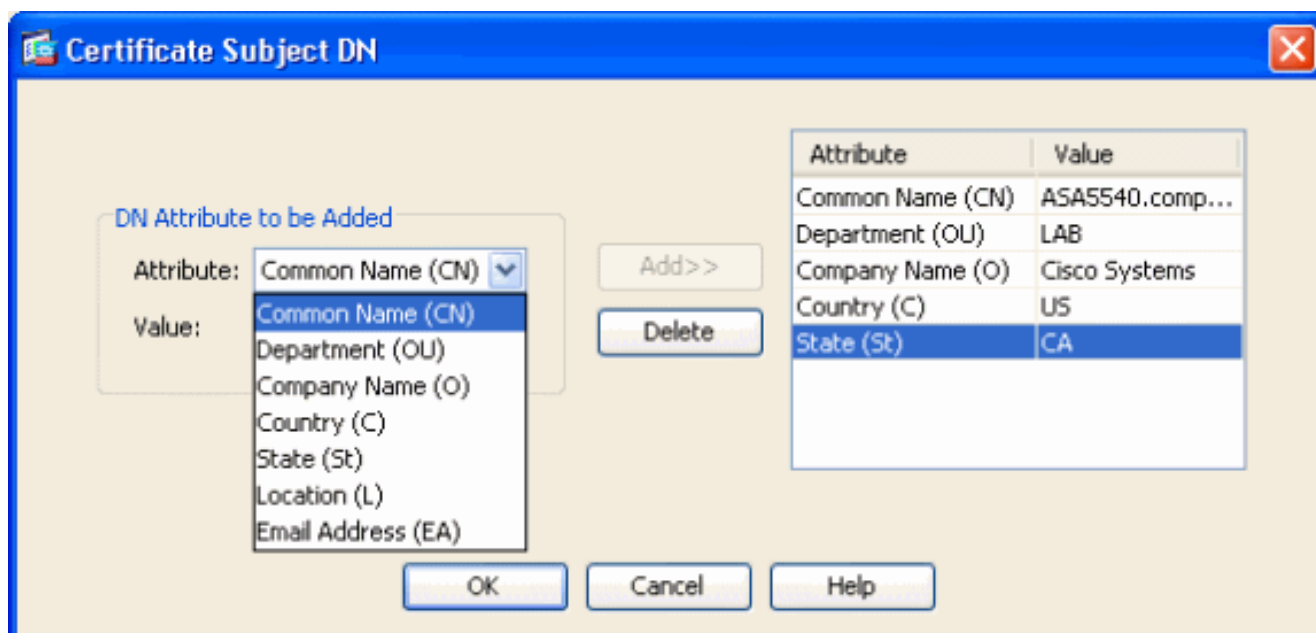 Certificate Subject DN
DN Attribute to be Added
Attribute: Common Name (CN)
Value:
Common Name (CN)
Department (OU)
Company Name (O)
Country (C)
State (St)
Location (L)
Email Address (EA)
Add>>
Delete
Attribute Value
Common Name (CN) ASA5540.comp...
Department (OU) LAB
Company Name (O) Cisco Systems
Country (C) US
State (St) CA
OK Cancel Help